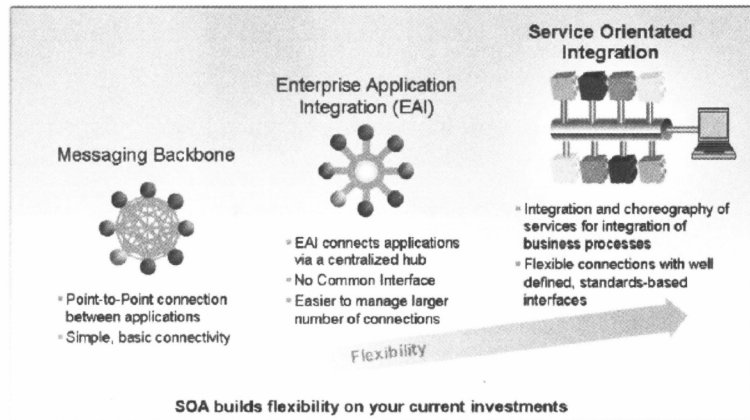 Messaging Backbone
Point-to-Point connection
between applications
Simple, basic connectivity
Enterprise Application
Integration (EAI)
EAI connects applications
via a centralized hub
No Common Interface
Easier to manage larger
number of connections
Service Orientated
Integration
Integration and choreography of
services for integration of
business processes
Flexible connections with well
defined, standards-based
interfaces
Flexibility
SOA builds flexibility on your current investments